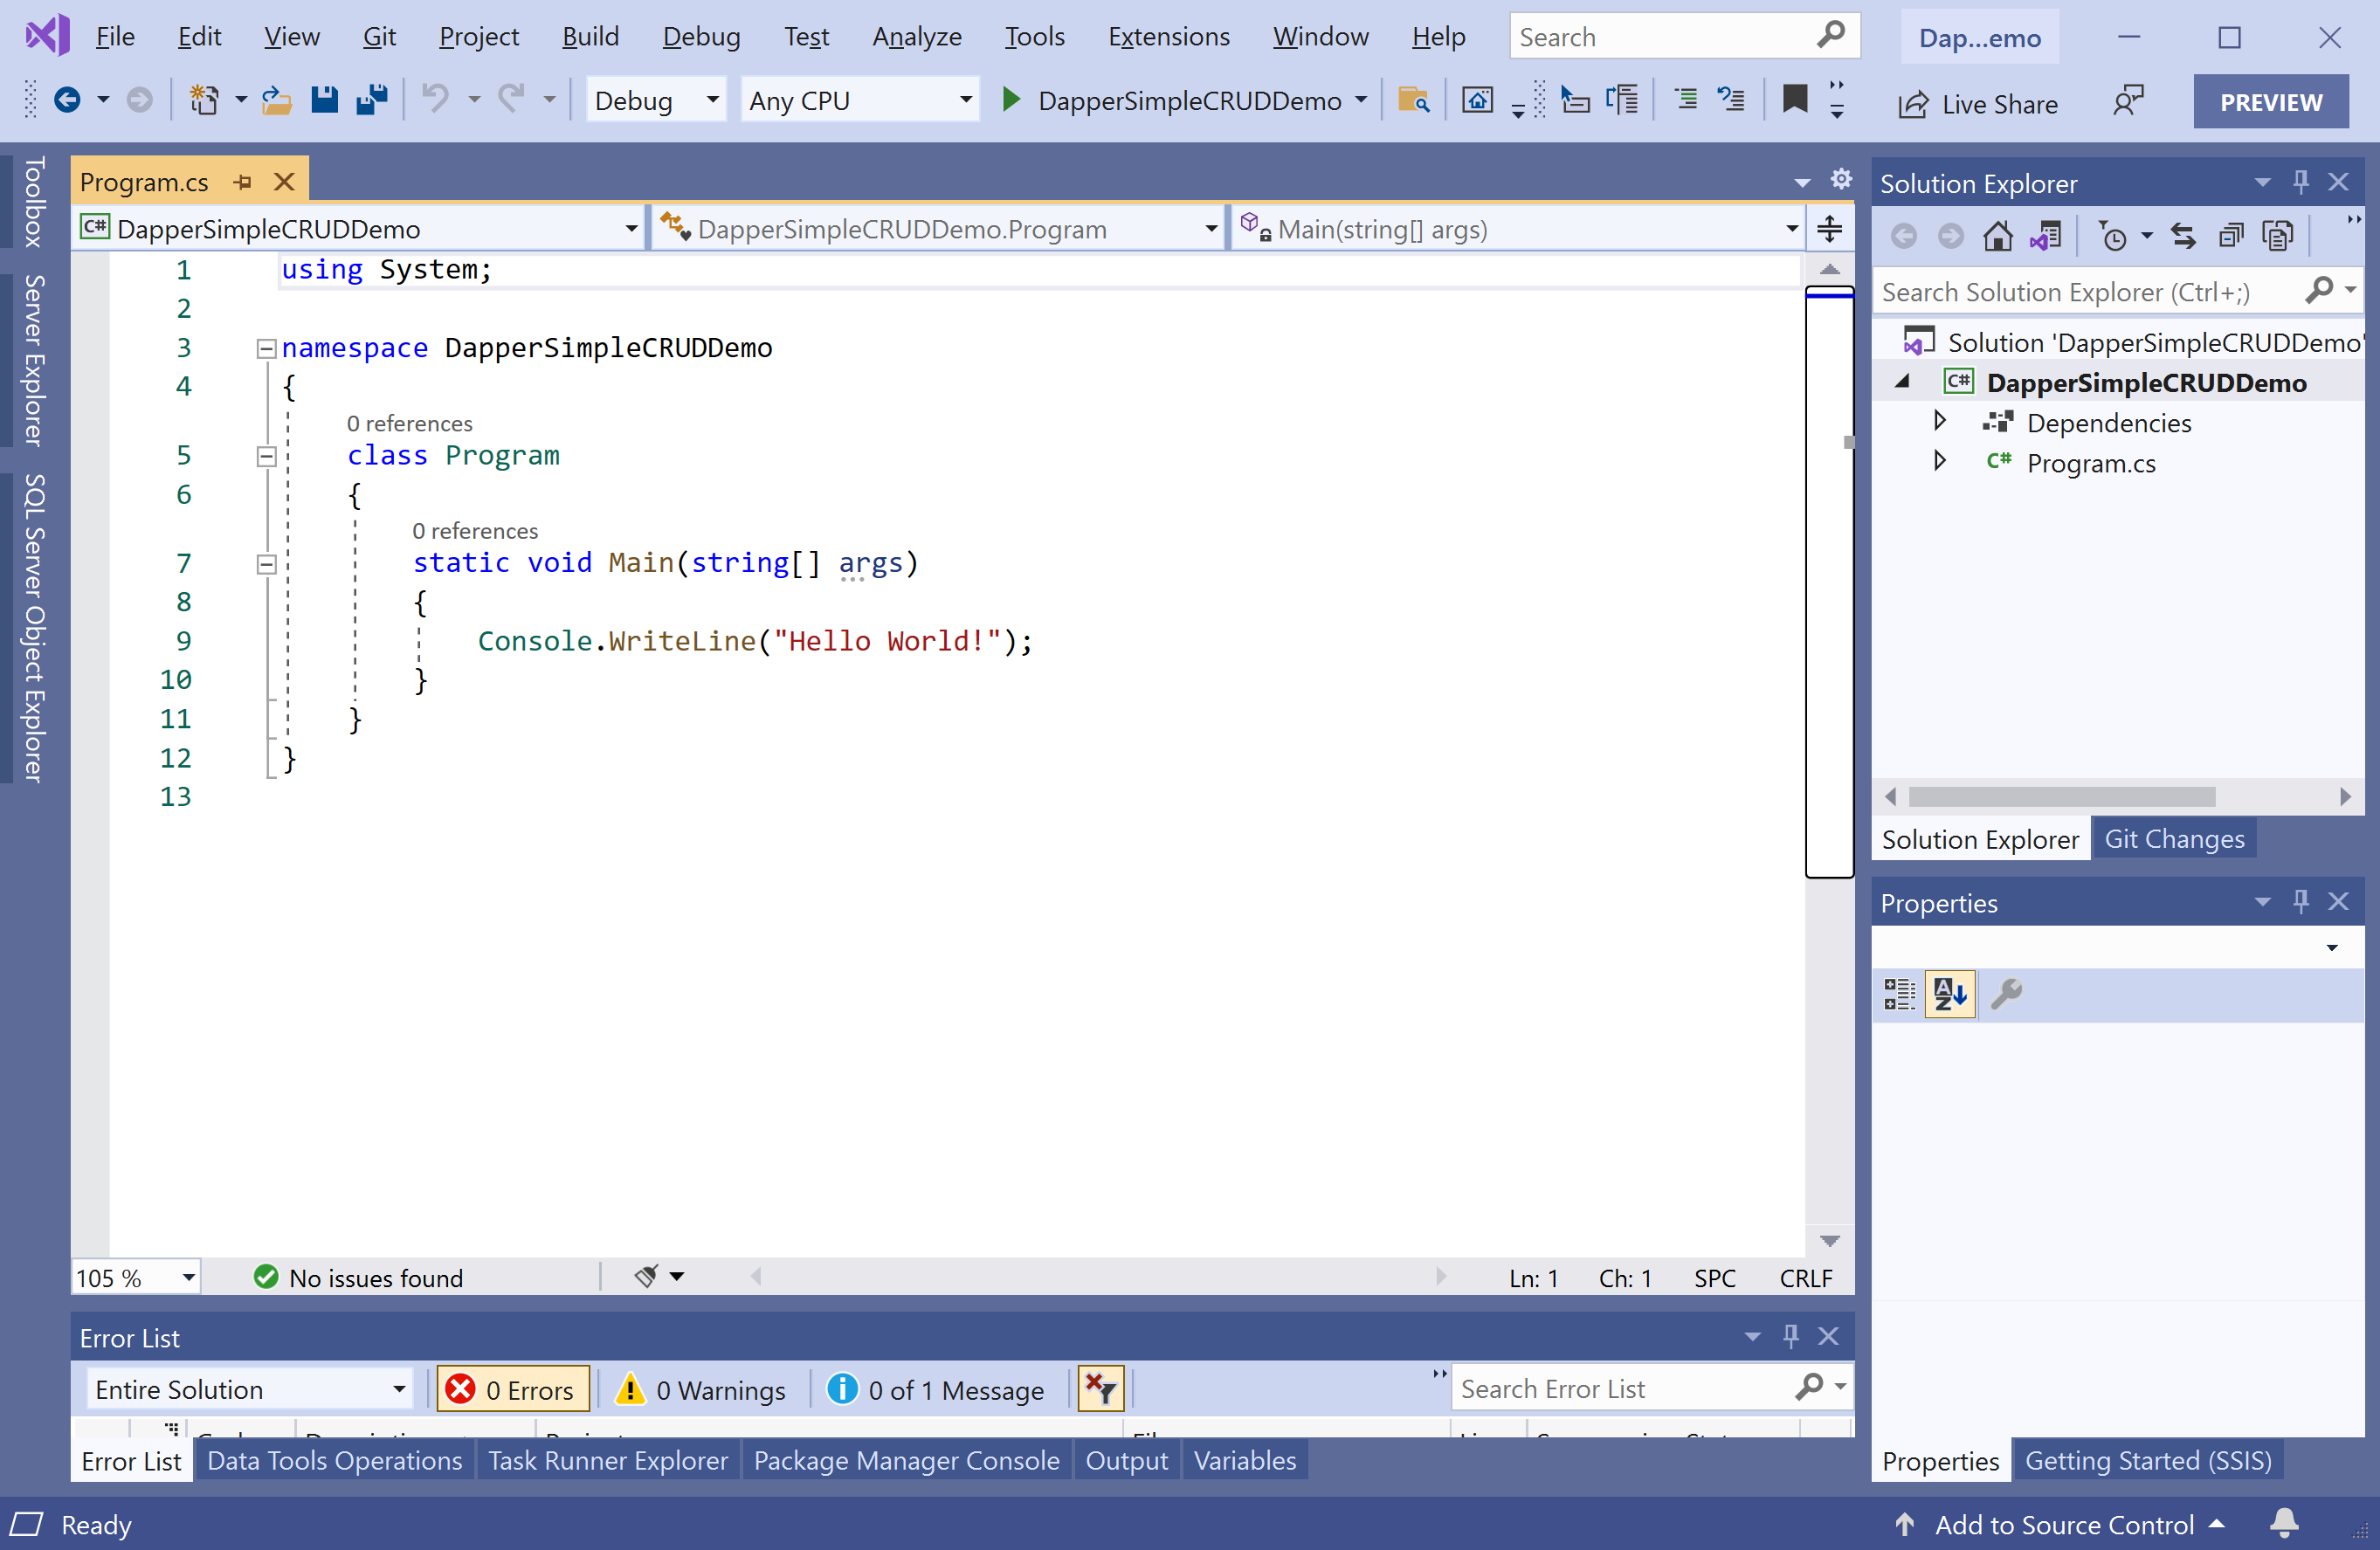 File Edit View Git Project Build Debug Test Analyze Tools Extensions Window Help Search Dap...emo
Debug Any CPU DapperSimpleCRUDDemo Live Share PREVIEW
Toolbox
Server Explorer
SQL Server Object Explorer
Program.cs
DapperSimpleCRUDDemo DapperSimpleCRUDDemo.Program Main(string[] args)
1 using System;
2
3 namespace DapperSimpleCRUDDemo
4 {
0 references
5 class Program
6 {
0 references
7 static void Main(string[] args)
8 {
9 Console.WriteLine("Hello World!");
10 }
11 }
12 }
13
105 % No issues found Ln: 1 Ch: 1 SPC CRLF
Error List
Entire Solution 0 Errors 0 Warnings 0 of 1 Message Search Error List
Error List Data Tools Operations Task Runner Explorer Package Manager Console Output Variables
Solution Explorer
Search Solution Explorer (Ctrl+;)
Solution 'DapperSimpleCRUDDemo'
C# DapperSimpleCRUDDemo
Dependencies
C# Program.cs
Solution Explorer Git Changes
Properties
Properties Getting Started (SSIS)
Ready Add to Source Control